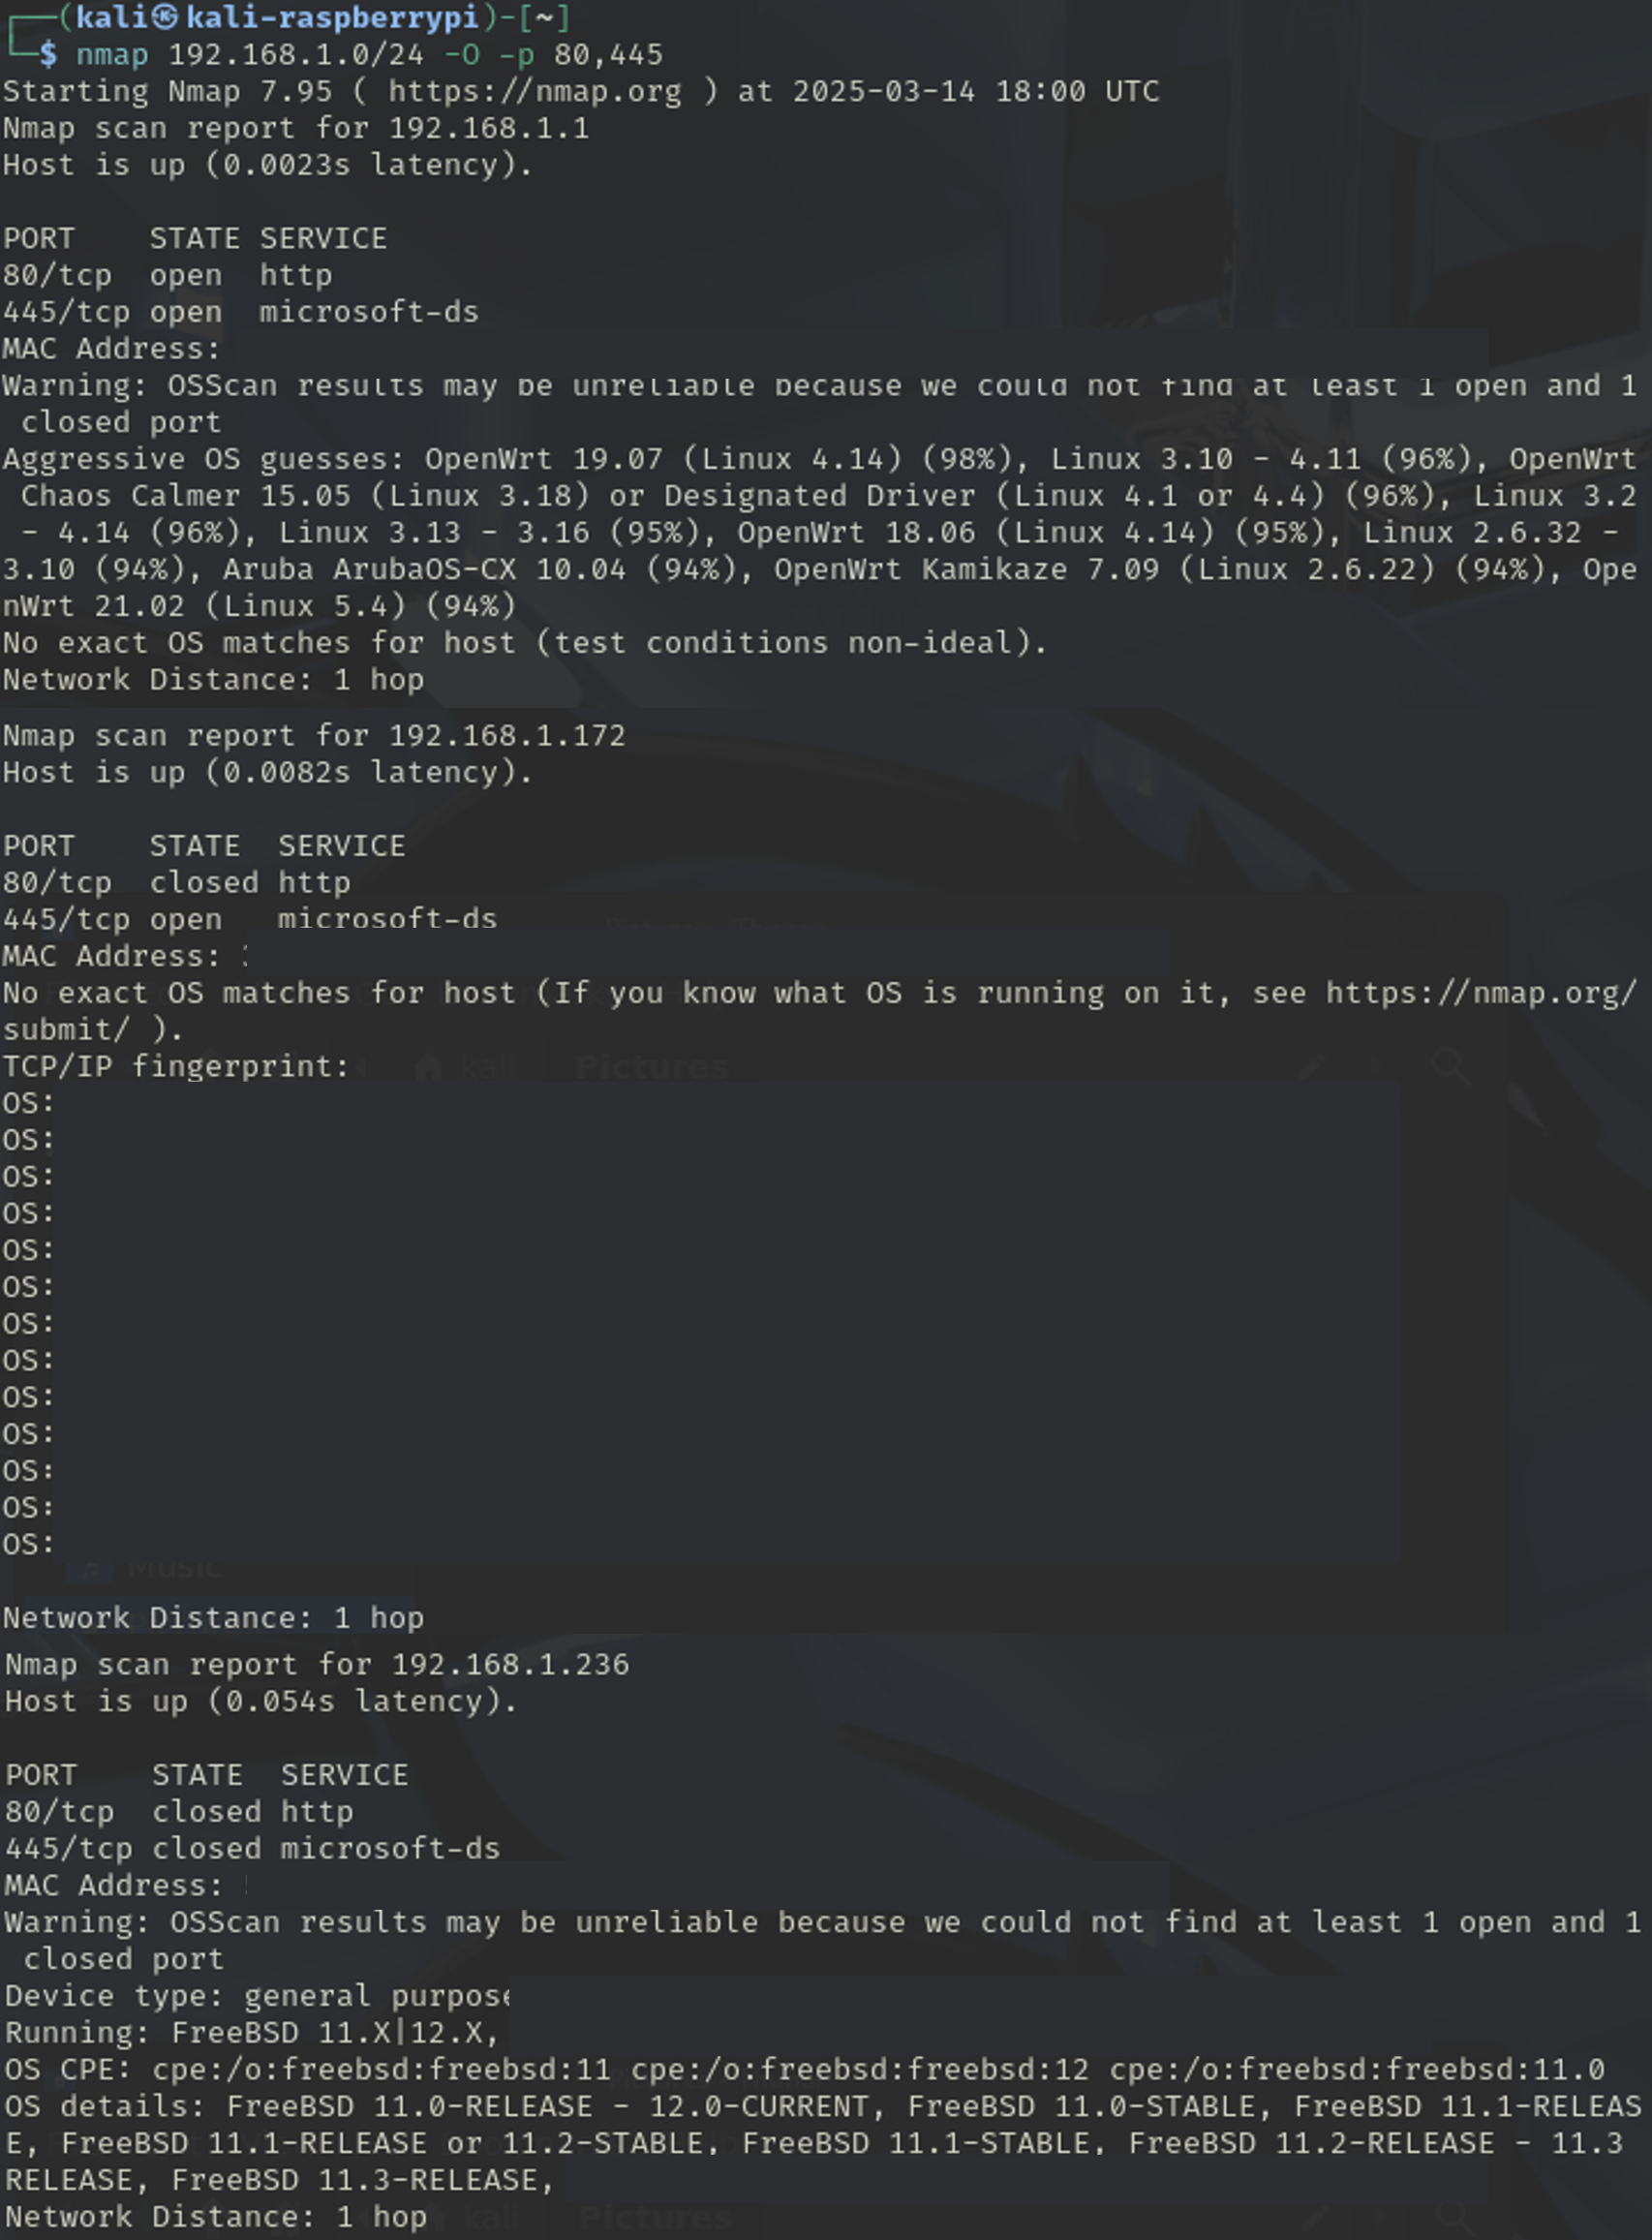 ┌──(kali㉿kali-raspberrypi)-[~]
└─$ nmap 192.168.1.0/24 -O -p 80,445
Starting Nmap 7.95 ( https://nmap.org ) at 2025-03-14 18:00 UTC
Nmap scan report for 192.168.1.1
Host is up (0.0023s latency).
PORT    STATE SERVICE
80/tcp  open  http
445/tcp open  microsoft-ds
MAC Address:
Warning: OSScan results may be unreliable because we could not find at least 1 open and 1
closed port
Aggressive OS guesses: OpenWrt 19.07 (Linux 4.14) (98%), Linux 3.10 - 4.11 (96%), OpenWrt
Chaos Calmer 15.05 (Linux 3.18) or Designated Driver (Linux 4.1 or 4.4) (96%), Linux 3.2
- 4.14 (96%), Linux 3.13 - 3.16 (95%), OpenWrt 18.06 (Linux 4.14) (95%), Linux 2.6.32 -
3.10 (94%), Aruba ArubaOS-CX 10.04 (94%), OpenWrt Kamikaze 7.09 (Linux 2.6.22) (94%), Ope
nWrt 21.02 (Linux 5.4) (94%)
No exact OS matches for host (test conditions non-ideal).
Network Distance: 1 hop
Nmap scan report for 192.168.1.172
Host is up (0.0082s latency).
PORT    STATE  SERVICE
80/tcp  closed http
445/tcp open   microsoft-ds
MAC Address:
No exact OS matches for host (If you know what OS is running on it, see https://nmap.org/
submit/ ).
TCP/IP fingerprint:
kali Pictures
OS:
OS:
OS:
OS:
OS:
OS:
OS:
OS:
OS:
OS:
OS:
OS:
OS:
Music
Network Distance: 1 hop
Nmap scan report for 192.168.1.236
Host is up (0.054s latency).
PORT    STATE  SERVICE
80/tcp  closed http
445/tcp closed microsoft-ds
MAC Address:
Warning: OSScan results may be unreliable because we could not find at least 1 open and 1
closed port
Device type: general purpose
Running: FreeBSD 11.X|12.X,
OS CPE: cpe:/o:freebsd:freebsd:11 cpe:/o:freebsd:freebsd:12 cpe:/o:freebsd:freebsd:11.0
OS details: FreeBSD 11.0-RELEASE - 12.0-CURRENT, FreeBSD 11.0-STABLE, FreeBSD 11.1-RELEAS
E, FreeBSD 11.1-RELEASE or 11.2-STABLE, FreeBSD 11.1-STABLE, FreeBSD 11.2-RELEASE - 11.3
RELEASE, FreeBSD 11.3-RELEASE,
Network Distance: 1 hop
kali Pictures